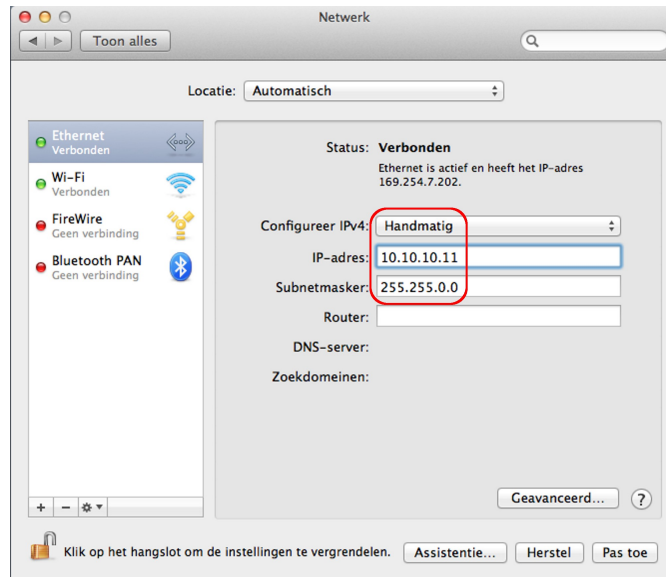 Netwerk
Toon alles
Locatie: Automatisch
Ethernet
Verbonden
Wi-Fi
Verbonden
FireWire
Geen verbinding
Bluetooth PAN
Geen verbinding
Status: Verbonden
Ethernet is actief en heeft het IP-adres
169.254.7.202.
Configureer IPv4: Handmatig
IP-adres: 10.10.10.11
Subnetmasker: 255.255.0.0
Router:
DNS-server:
Zoekdomeinen:
Geavanceerd... ?
Klik op het hangslot om de instellingen te vergrendelen. Assistentie... Herstel Pas toe